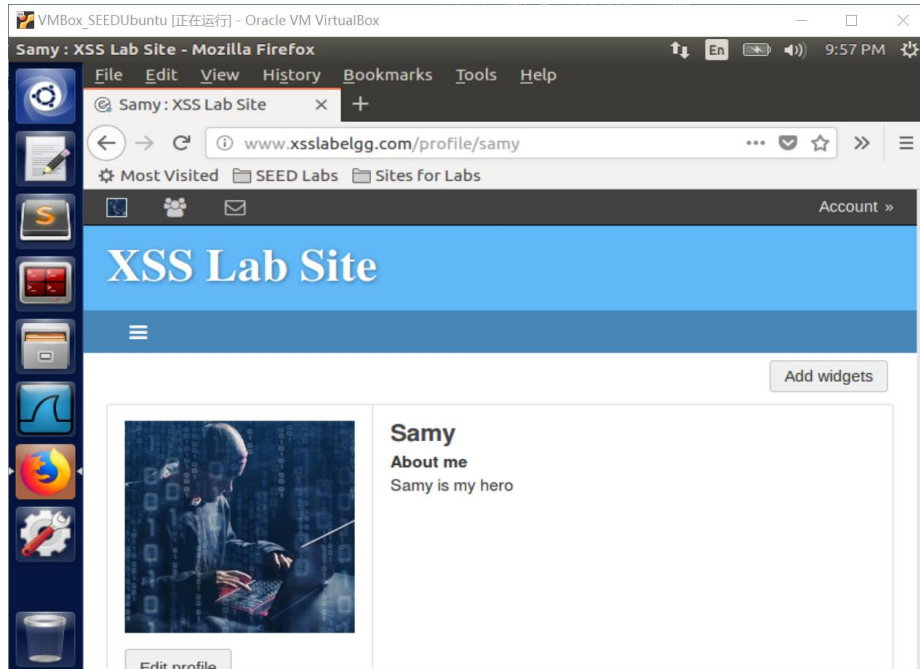 VMBox_SEEDUbuntu [正在运行] - Oracle VM VirtualBox
Samy : XSS Lab Site - Mozilla Firefox En 9:57 PM
File Edit View History Bookmarks Tools Help
Samy : XSS Lab Site
www.xsslabelgg.com/profile/samy
Most Visited SEED Labs Sites for Labs
Account »
XSS Lab Site
Add widgets
Samy
About me
Samy is my hero
Edit profile